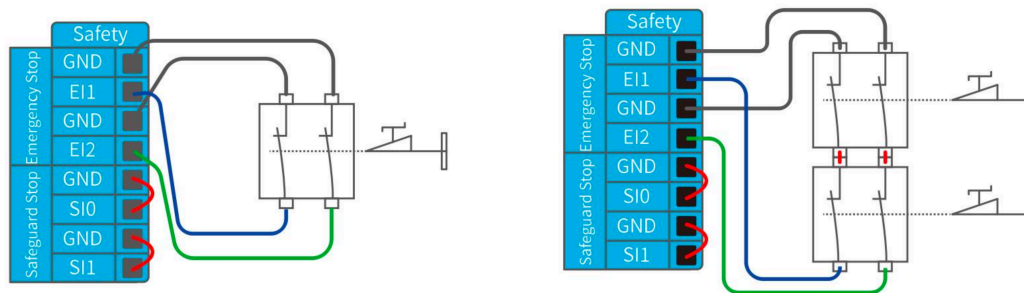 Safety
Emergency Stop
GND
EI1
GND
EI2
Safeguard Stop
GND
SI0
GND
SI1
Safety
Emergency Stop
GND
EI1
GND
EI2
Safeguard Stop
GND
SI0
GND
SI1